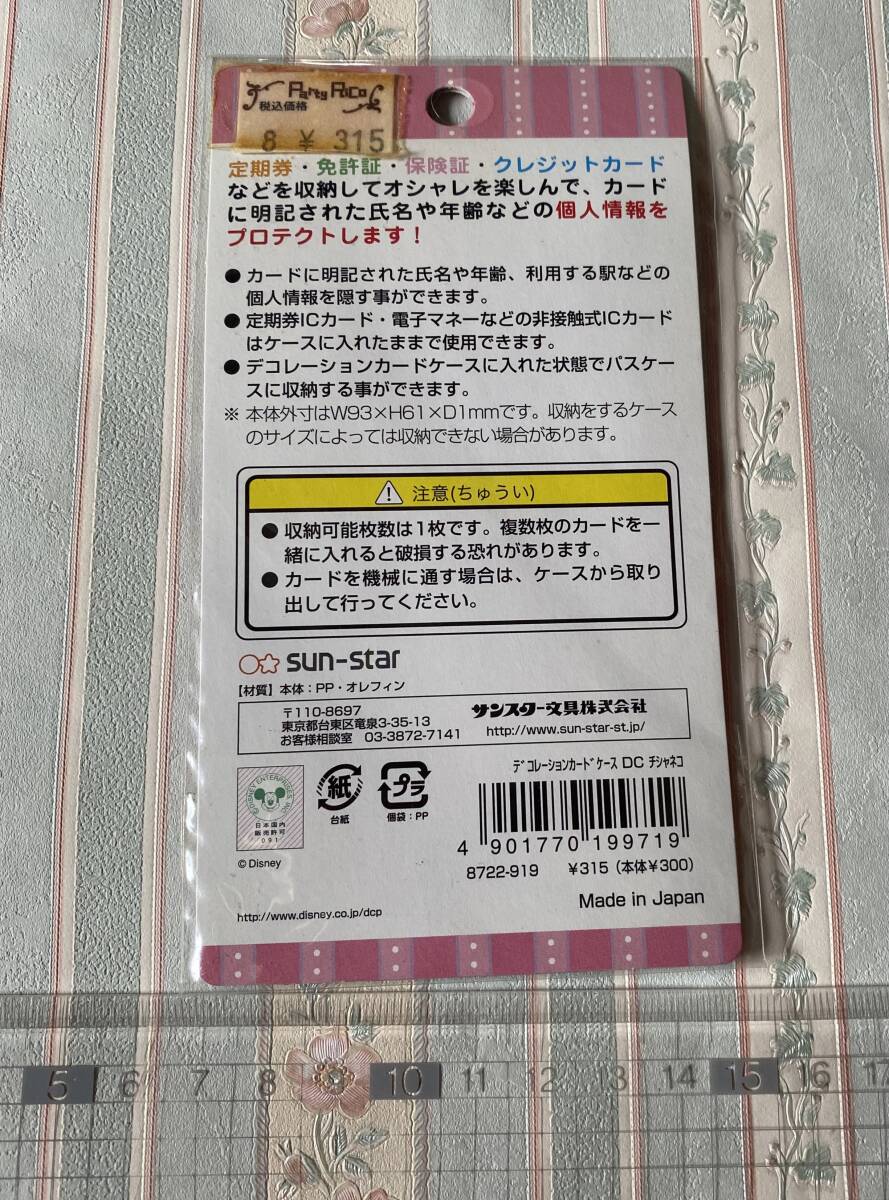 Party Rico
税込価格
8 ¥ 315
定期券・免許証・保険証・クレジットカード
などを収納してオシャレを楽しんで、カード
に明記された氏名や年齢などの個人情報を
プロテクトします！
● カードに明記された氏名や年齢、利用する駅などの
個人情報を隠す事ができます。
● 定期券ICカード・電子マネーなどの非接触式ICカード
はケースに入れたままで使用できます。
● デコレーションカードケースに入れた状態でパスケー
スに収納する事ができます。
※ 本体外寸はW93×H61×D1mmです。収納をするケース
のサイズによっては収納できない場合があります。
注意(ちゅうい)
● 収納可能枚数は1枚です。複数枚のカードを一
緒に入れると破損する恐れがあります。
● カードを機械に通す場合は、ケースから取り
出して行ってください。
sun-star
【材質】本体：PP・オレフィン
〒110-8697
東京都台東区竜泉3-35-13
お客様相談室 03-3872-7141
サンスター文具株式会社
http://www.sun-star-st.jp/
デコレーションカードケース DC チシャネコ
DISNEY ENTERPRISES, INC.
日本国内
販売許可
091
紙
台紙
プラ
個袋：PP
4 901770 199719
© Disney
8722-919 ¥315（本体¥300）
Made in Japan
http://www.disney.co.jp/dcp
5 6 7 8 9 10 11 12 13 14 15 16 17